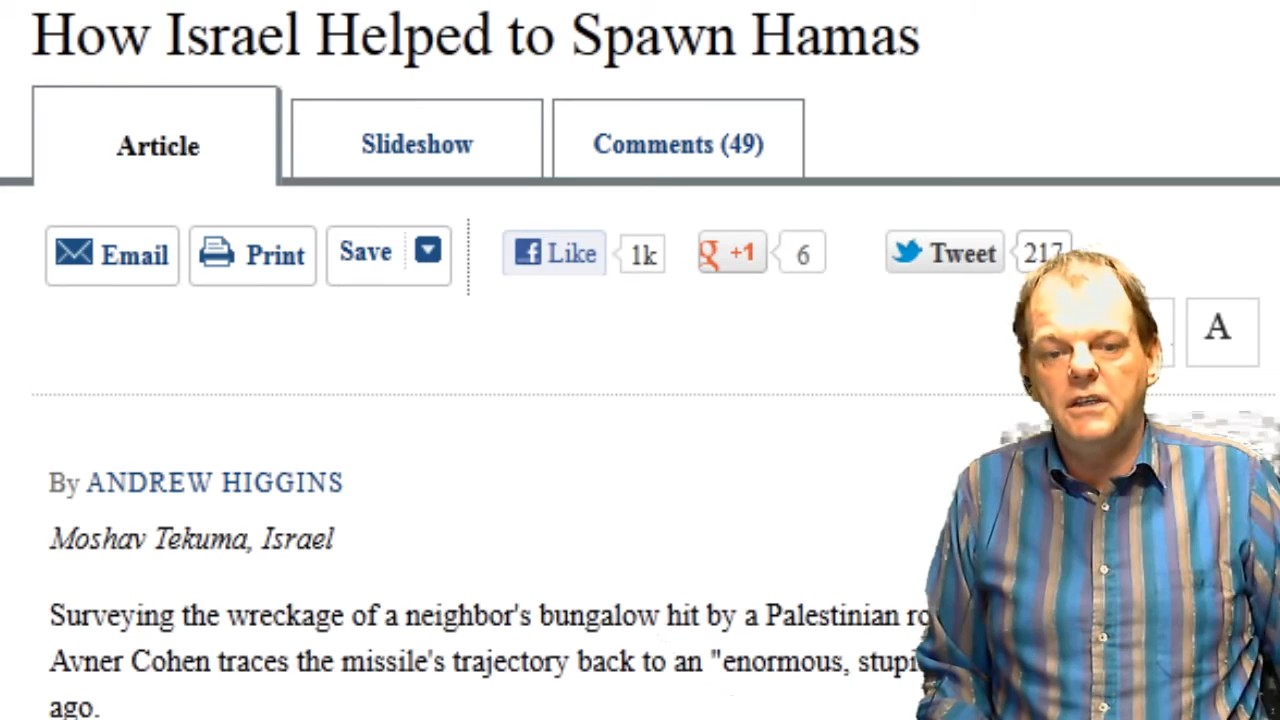 How Israel Helped to Spawn Hamas
Article Slideshow Comments (49)
Email Print Save Like 1k +1 6 Tweet 217
A
By ANDREW HIGGINS
Moshav Tekuma, Israel
Surveying the wreckage of a neighbor's bungalow hit by a Palestinian
Avner Cohen traces the missile's trajectory back to an "enormous,
ago.